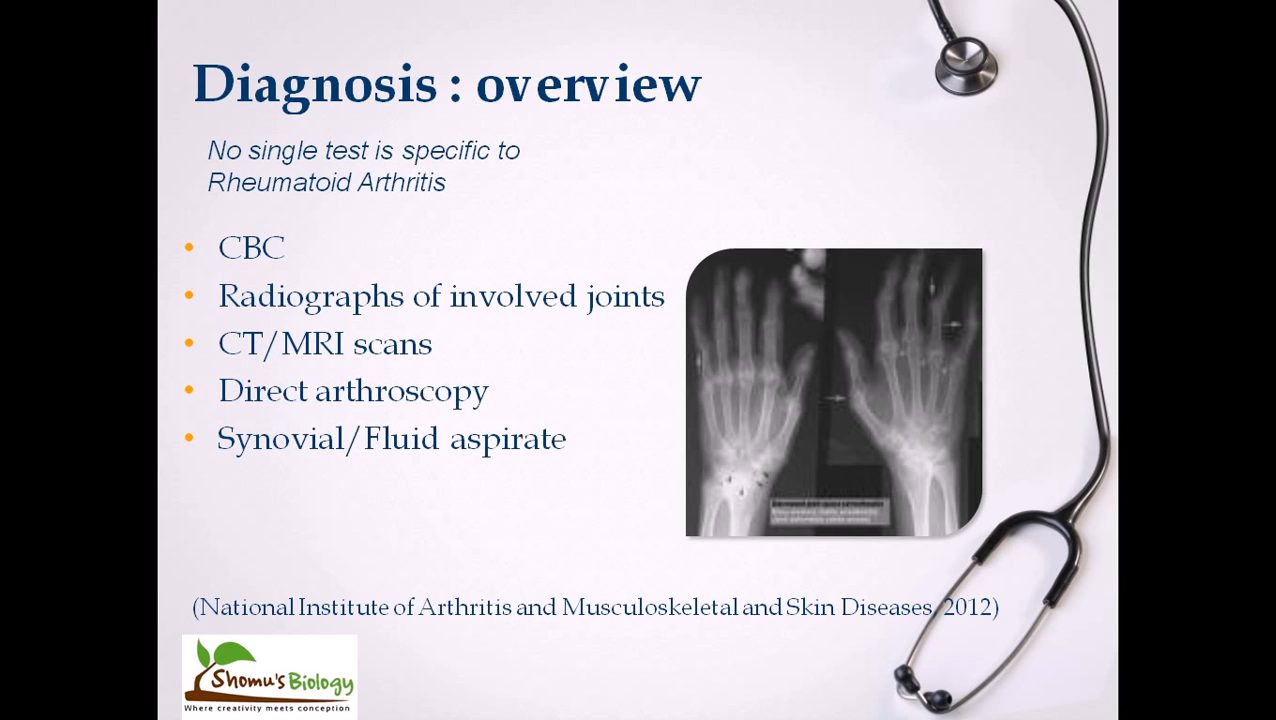 Diagnosis : overview
No single test is specific to
Rheumatoid Arthritis
• CBC
• Radiographs of involved joints
• CT/MRI scans
• Direct arthroscopy
• Synovial/Fluid aspirate
(National Institute of Arthritis and Musculoskeletal and Skin Diseases, 2012)
Shomu's Biology
Where creativity meets conception